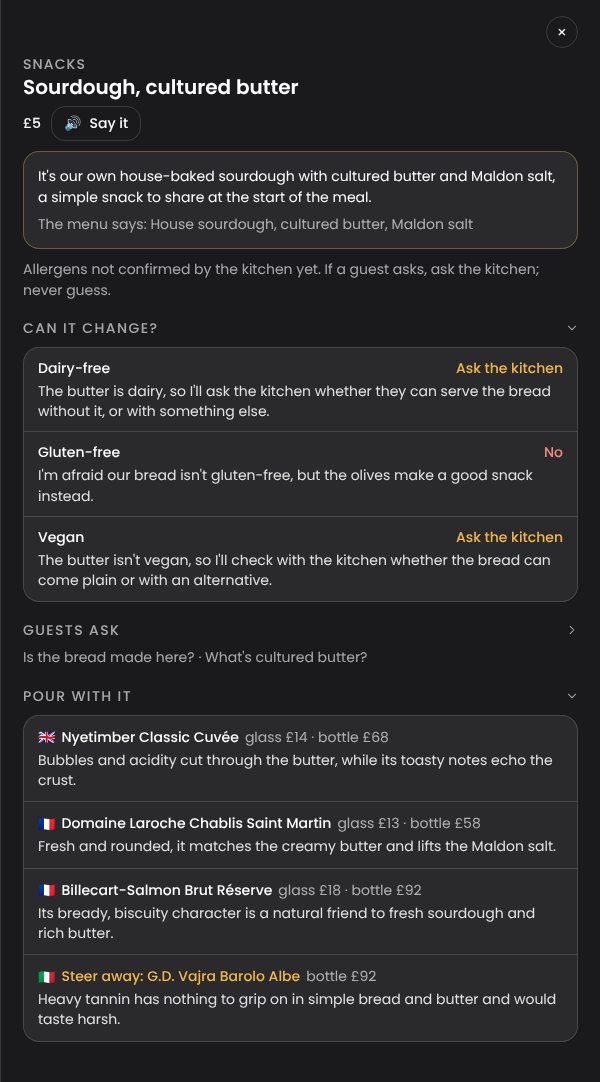 ×
SNACKS
Sourdough, cultured butter
£5 🔊 Say it
It's our own house-baked sourdough with cultured butter and Maldon salt,
a simple snack to share at the start of the meal.
The menu says: House sourdough, cultured butter, Maldon salt
Allergens not confirmed by the kitchen yet. If a guest asks, ask the kitchen;
never guess.
CAN IT CHANGE?
Dairy-free Ask the kitchen
The butter is dairy, so I'll ask the kitchen whether they can serve the bread
without it, or with something else.
Gluten-free No
I'm afraid our bread isn't gluten-free, but the olives make a good snack
instead.
Vegan Ask the kitchen
The butter isn't vegan, so I'll check with the kitchen whether the bread can
come plain or with an alternative.
GUESTS ASK
Is the bread made here? · What's cultured butter?
POUR WITH IT
🇬🇧 Nyetimber Classic Cuvée glass £14 · bottle £68
Bubbles and acidity cut through the butter, while its toasty notes echo the
crust.
🇫🇷 Domaine Laroche Chablis Saint Martin glass £13 · bottle £58
Fresh and rounded, it matches the creamy butter and lifts the Maldon salt.
🇫🇷 Billecart-Salmon Brut Réserve glass £18 · bottle £92
Its bready, biscuity character is a natural friend to fresh sourdough and
rich butter.
🇮🇹 Steer away: G.D. Vajra Barolo Albe bottle £92
Heavy tannin has nothing to grip on in simple bread and butter and would
taste harsh.